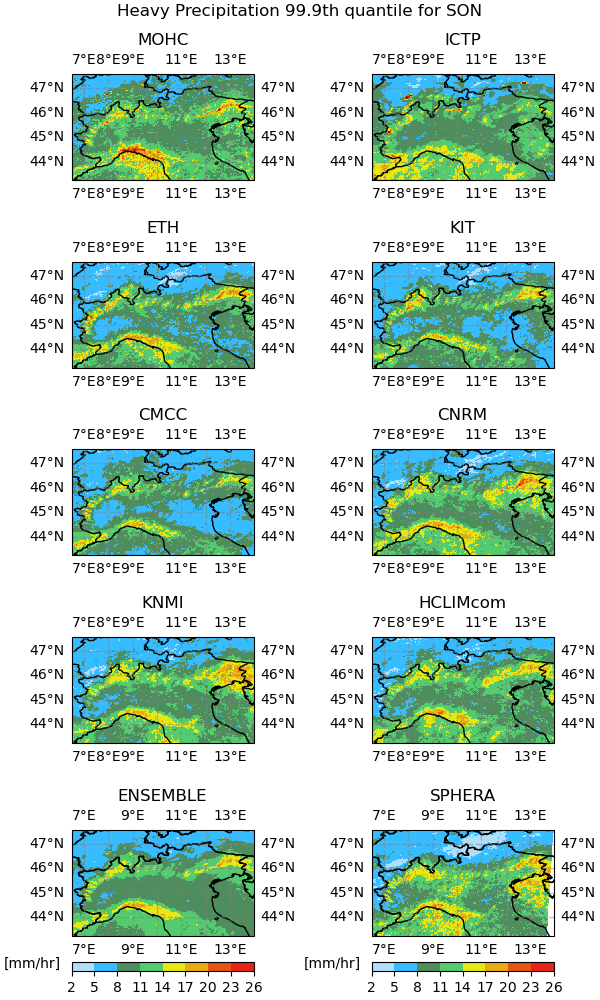 Heavy Precipitation 99.9th quantile for SON
MOHC ICTP
7°E8°E9°E 11°E 13°E 7°E8°E9°E 11°E 13°E
47°N 47°N 47°N 47°N
46°N 46°N 46°N 46°N
45°N 45°N 45°N 45°N
44°N 44°N 44°N 44°N
7°E8°E9°E 11°E 13°E 7°E8°E9°E 11°E 13°E
ETH KIT
7°E8°E9°E 11°E 13°E 7°E8°E9°E 11°E 13°E
47°N 47°N 47°N 47°N
46°N 46°N 46°N 46°N
45°N 45°N 45°N 45°N
44°N 44°N 44°N 44°N
7°E8°E9°E 11°E 13°E 7°E8°E9°E 11°E 13°E
CMCC CNRM
7°E8°E9°E 11°E 13°E 7°E8°E9°E 11°E 13°E
47°N 47°N 47°N 47°N
46°N 46°N 46°N 46°N
45°N 45°N 45°N 45°N
44°N 44°N 44°N 44°N
7°E8°E9°E 11°E 13°E 7°E8°E9°E 11°E 13°E
KNMI HCLIMcom
7°E8°E9°E 11°E 13°E 7°E8°E9°E 11°E 13°E
47°N 47°N 47°N 47°N
46°N 46°N 46°N 46°N
45°N 45°N 45°N 45°N
44°N 44°N 44°N 44°N
7°E8°E9°E 11°E 13°E 7°E8°E9°E 11°E 13°E
ENSEMBLE SPHERA
7°E 9°E 11°E 13°E 7°E 9°E 11°E 13°E
47°N 47°N 47°N 47°N
46°N 46°N 46°N 46°N
45°N 45°N 45°N 45°N
44°N 44°N 44°N 44°N
7°E 9°E 11°E 13°E 7°E 9°E 11°E 13°E
[mm/hr] [mm/hr]
2 5 8 11 14 17 20 23 26 2 5 8 11 14 17 20 23 26